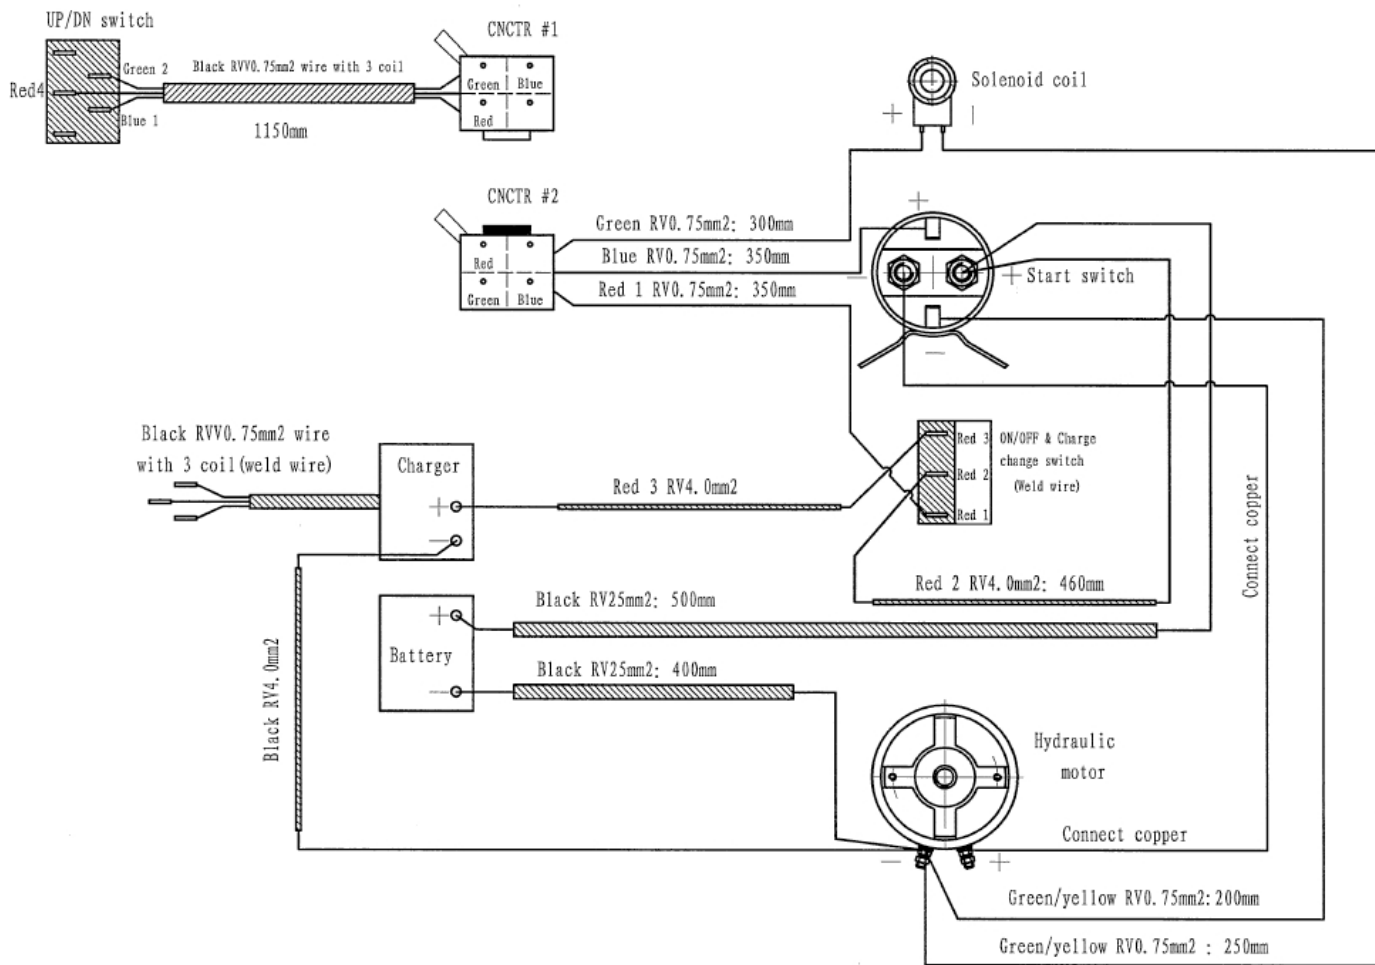 UP/DN switch
Red4
Green 2
Blue 1
Black RVV0.75mm2 wire with 3 coil
1150mm
CNCTR #1
Green Blue
Red
Solenoid coil
+ -
CNCTR #2
Red
Green Blue
Green RV0.75mm2: 300mm
Blue RV0.75mm2: 350mm
Red 1 RV0.75mm2: 350mm
+
- + Start switch
-
Black RVV0.75mm2 wire
with 3 coil(weld wire)
Charger
+
-
Red 3 RV4.0mm2
Red 3
Red 2
Red 1
ON/OFF & Charge
change switch
(Weld wire)
Red 2 RV4.0mm2: 460mm
Connect copper
Black RV4.0mm2
Battery
+
-
Black RV25mm2: 500mm
Black RV25mm2: 400mm
Hydraulic
motor
Connect copper
- +
Green/yellow RV0.75mm2:200mm
Green/yellow RV0.75mm2 : 250mm